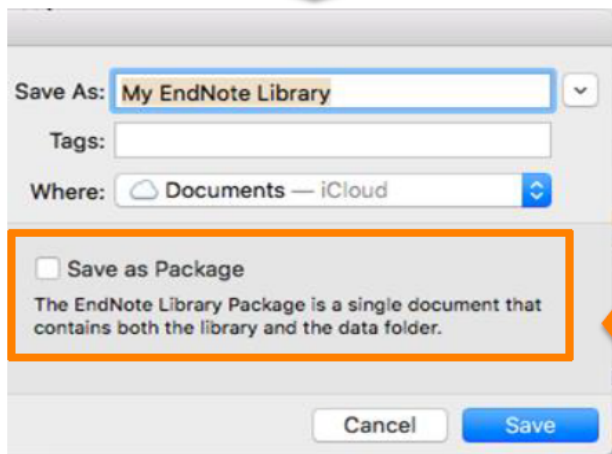 Save As: My EndNote Library
Tags:
Where: Documents — iCloud
Save as Package
The EndNote Library Package is a single document that
contains both the library and the data folder.
Cancel Save